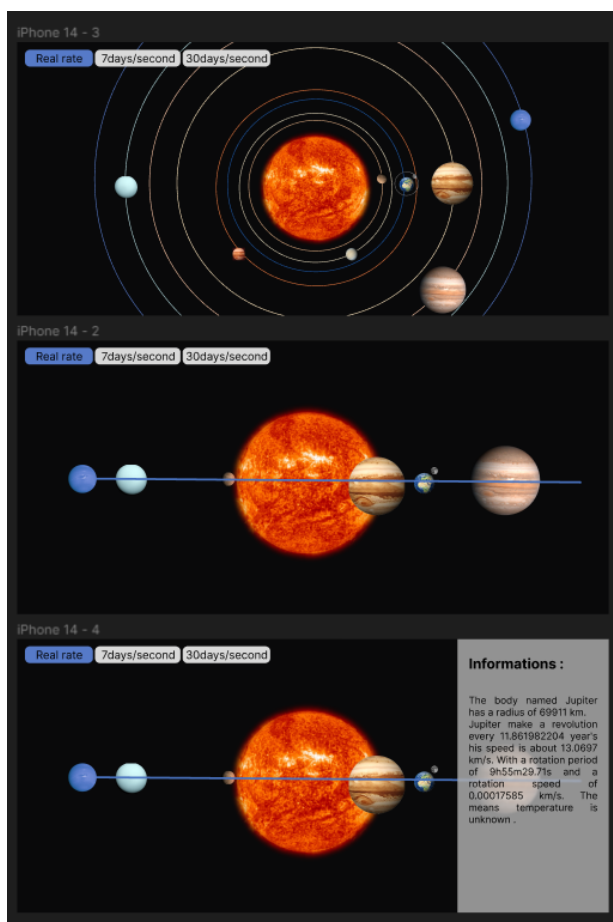 iPhone 14 - 3
Real rate 7days/second 30days/second
iPhone 14 - 2
Real rate 7days/second 30days/second
iPhone 14 - 4
Real rate 7days/second 30days/second
Informations :
The body named Jupiter
has a radius of 69911 km.
Jupiter make a revolution
every 11.861982204 year's
his speed is about 13.0697
km/s. With a rotation period
of 9h55m29.71s and a
rotation speed of
0.00017585 km/s. The
means temperature is
unknown .